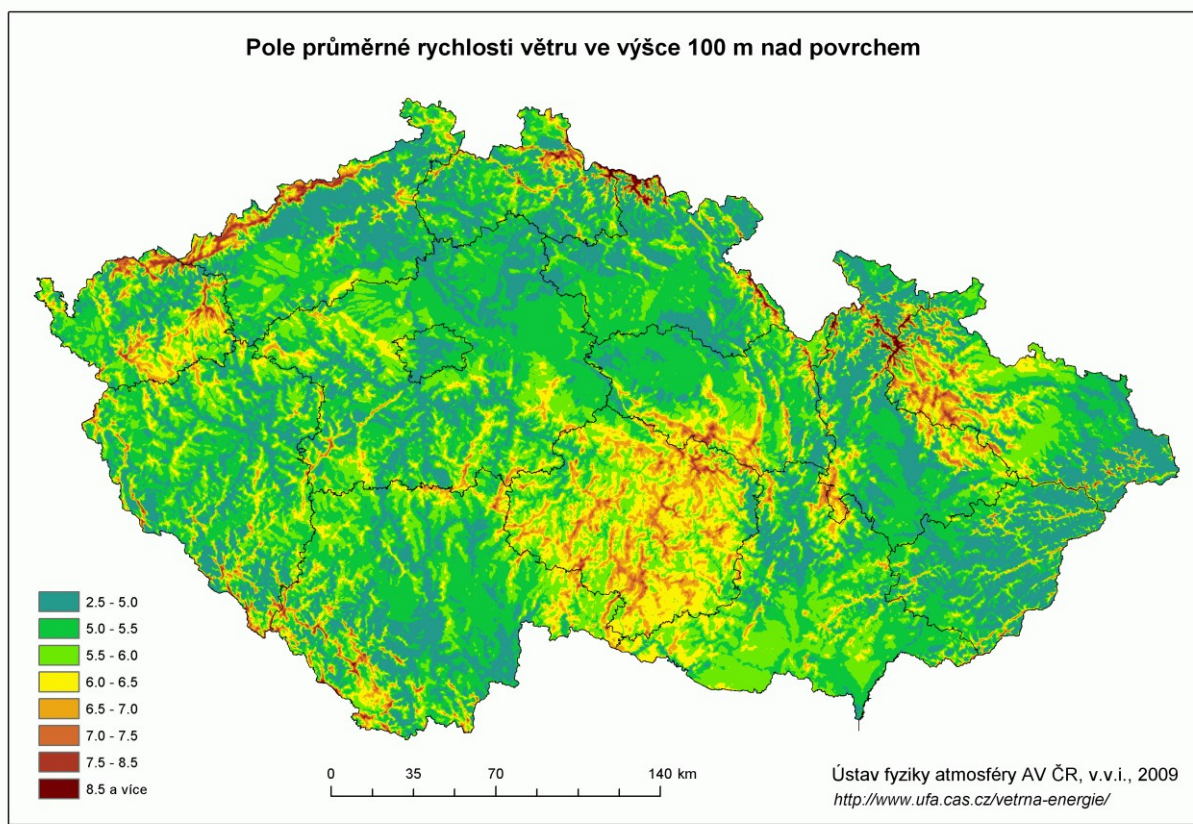 Pole průměrné rychlosti větru ve výšce 100 m nad povrchem
2.5 - 5.0
5.0 - 5.5
5.5 - 6.0
6.0 - 6.5
6.5 - 7.0
7.0 - 7.5
7.5 - 8.5
8.5 a více
0 35 70 140 km
Ústav fyziky atmosféry AV ČR, v.v.i., 2009
http://www.ufa.cas.cz/vetrna-energie/